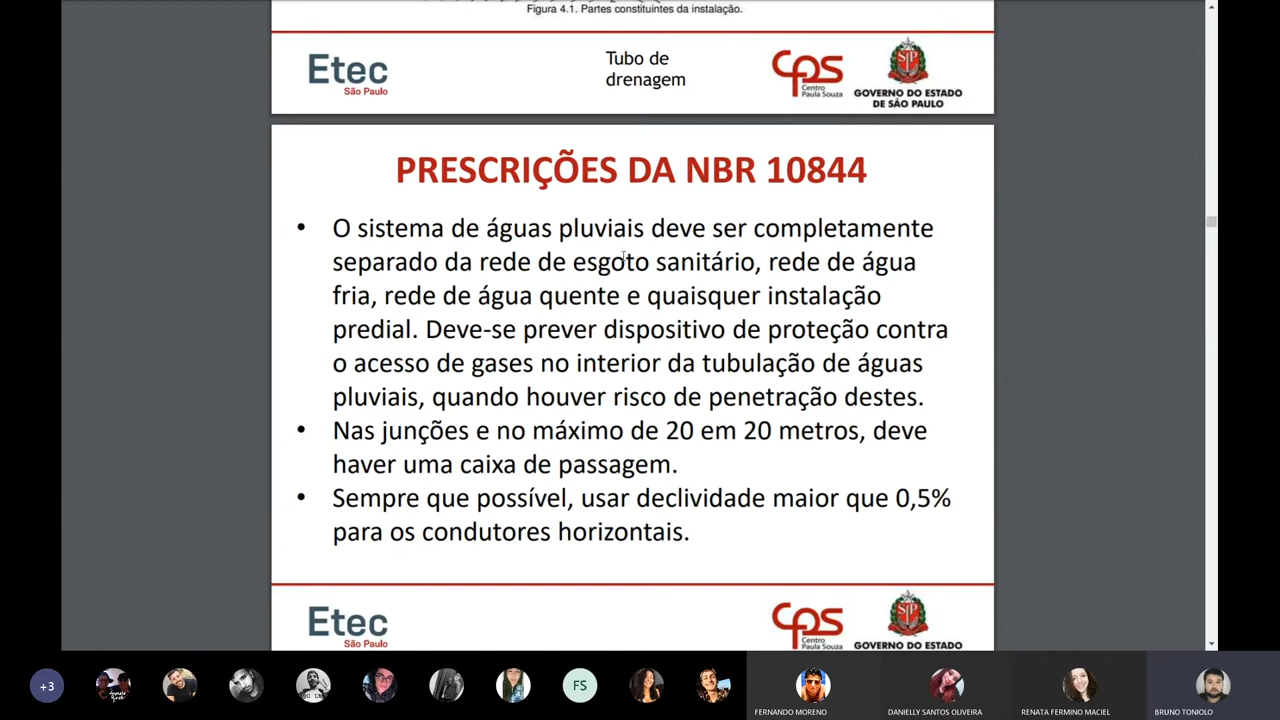 Figura 4.1. Partes constituintes da instalação.
Etec
São Paulo
Tubo de
drenagem
cps
Centro
Paula Souza
SP
GOVERNO DO ESTADO
DE SÃO PAULO
PRESCRIÇÕES DA NBR 10844
• O sistema de águas pluviais deve ser completamente
separado da rede de esgoto sanitário, rede de água
fria, rede de água quente e quaisquer instalação
predial. Deve-se prever dispositivo de proteção contra
o acesso de gases no interior da tubulação de águas
pluviais, quando houver risco de penetração destes.
• Nas junções e no máximo de 20 em 20 metros, deve
haver uma caixa de passagem.
• Sempre que possível, usar declividade maior que 0,5%
para os condutores horizontais.
Etec
São Paulo
cps
Centro
Paula Souza
SP
GOVERNO DO ESTADO
+3
FS
FERNANDO MORENO
DANIELLY SANTOS OLIVEIRA
RENATA FERMINO MACIEL
BRUNO TONIOLO